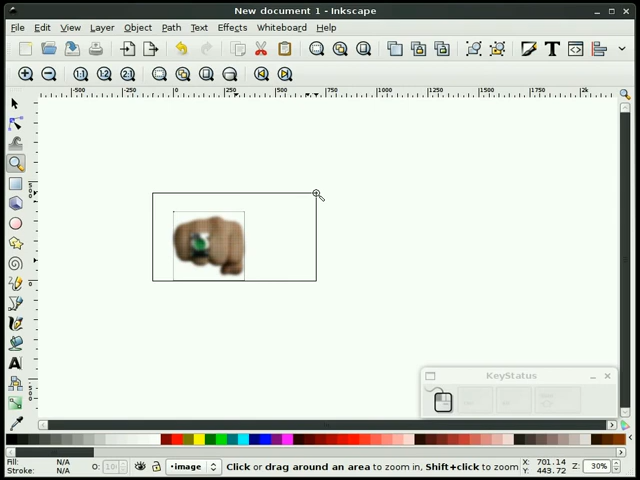 New document 1 - Inkscape
File Edit View Layer Object Path Text Effects Whiteboard Help
-500 -250 0 250 500 750 1000 1250 1500 1750 2k
KeyStatus
Fill: N/A
Stroke: N/A
O:
•image
Click or drag around an area to zoom in, Shift+click to zoom
X: 701.14
Y: 443.72
Z: 30%